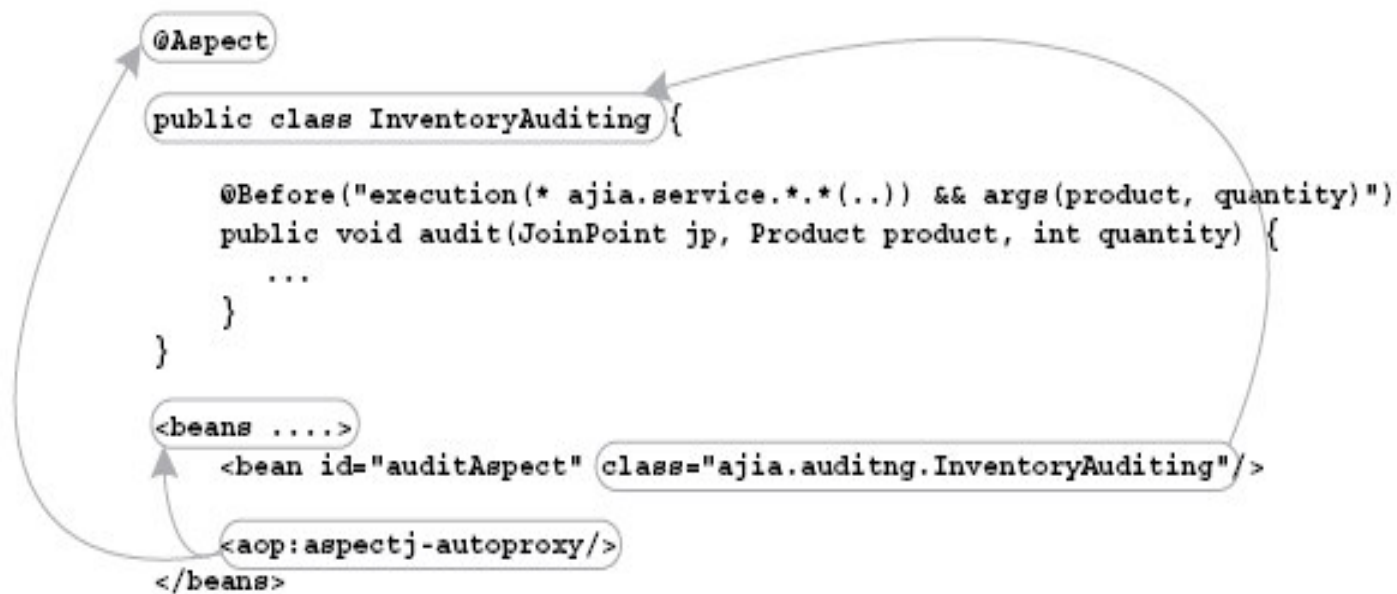 @Aspect
public class InventoryAuditing {
@Before("execution(* ajia.service.*.*(..)) && args(product, quantity)")
public void audit(JoinPoint jp, Product product, int quantity) {
...
}
}
<beans ....>
<bean id="auditAspect" class="ajia.auditng.InventoryAuditing"/>
<aop:aspectj-autoproxy/>
</beans>